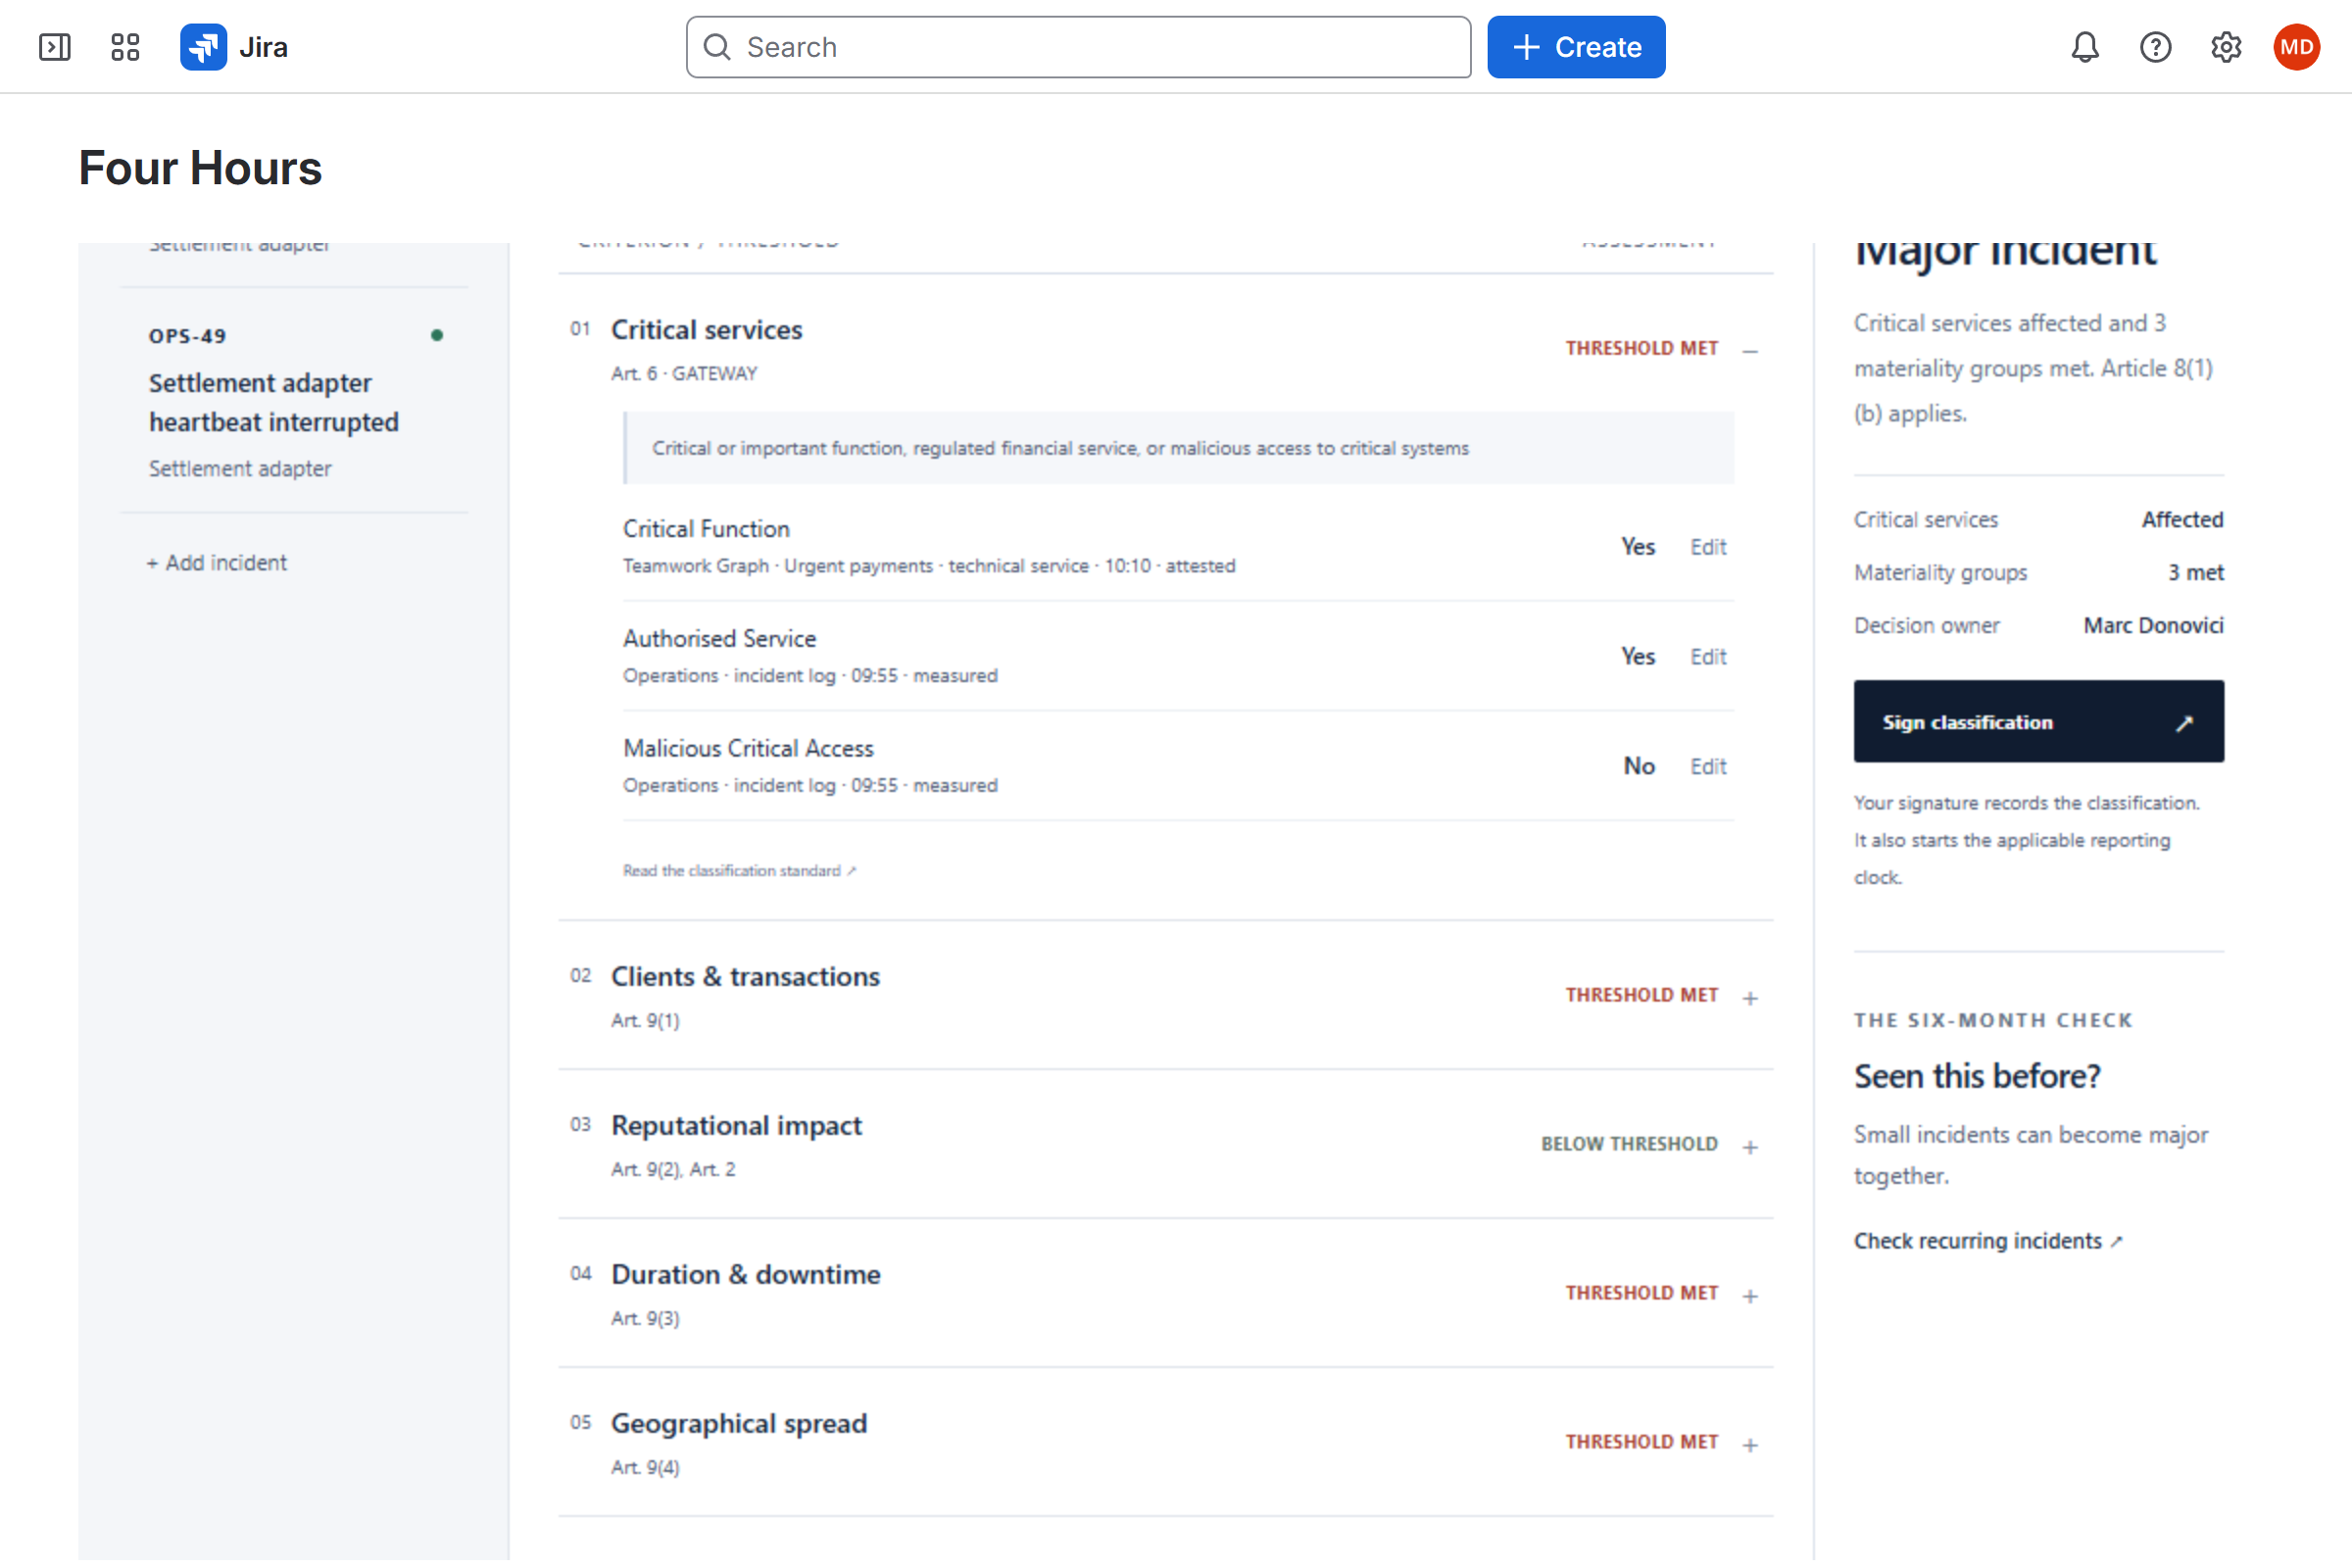 Jira
Search
+ Create
MD
Four Hours
Settlement adapter
OPS-49
Settlement adapter
heartbeat interrupted
Settlement adapter
+ Add incident
CRITERION / THRESHOLD
ASSESSMENT
01 Critical services
Art. 6 · GATEWAY
THRESHOLD MET –
Critical or important function, regulated financial service, or malicious access to critical systems
Critical Function
Teamwork Graph · Urgent payments · technical service · 10:10 · attested
Yes Edit
Authorised Service
Operations · incident log · 09:55 · measured
Yes Edit
Malicious Critical Access
Operations · incident log · 09:55 · measured
No Edit
Read the classification standard ↗
02 Clients & transactions
Art. 9(1)
THRESHOLD MET +
03 Reputational impact
Art. 9(2), Art. 2
BELOW THRESHOLD +
04 Duration & downtime
Art. 9(3)
THRESHOLD MET +
05 Geographical spread
Art. 9(4)
THRESHOLD MET +
Major incident
Critical services affected and 3
materiality groups met. Article 8(1)
(b) applies.
Critical services Affected
Materiality groups 3 met
Decision owner Marc Donovici
Sign classification ↗
Your signature records the classification.
It also starts the applicable reporting
clock.
THE SIX-MONTH CHECK
Seen this before?
Small incidents can become major
together.
Check recurring incidents ↗